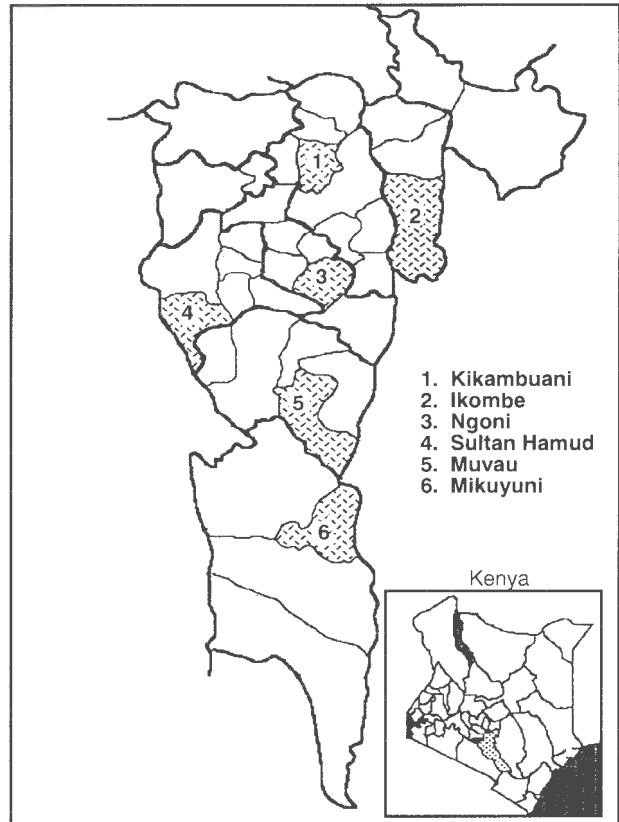 1
2
3
4
5
6
1. Kikambuani
2. Ikombe
3. Ngoni
4. Sultan Hamud
5. Muvau
6. Mikuyuni
Kenya